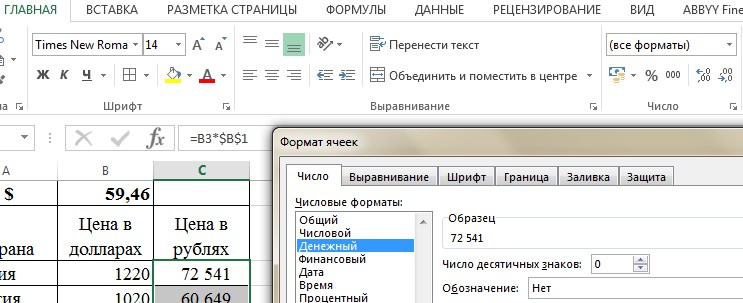 ГЛАВНАЯ ВСТАВКА РАЗМЕТКА СТРАНИЦЫ ФОРМУЛЫ ДАННЫЕ РЕЦЕНЗИРОВАНИЕ ВИД ABBYY Fine
Times New Roma 14 Перенести текст (все форматы)
Ж К Ч Объединить и поместить в центре % 000
Шрифт Выравнивание Число
fx =B3*$B$1
Формат ячеек
A B C
Число Выравнивание Шрифт Граница Заливка Защита
$ 59,46
Числовые форматы:
Общий
Числовой
Денежный
Финансовый
Дата
Время
Процентный
Образец
72 541
Число десятичных знаков: 0
Обозначение: Нет
рана
Цена в
долларах
Цена в
рублях
ия 1220 72 541
1020 60 649